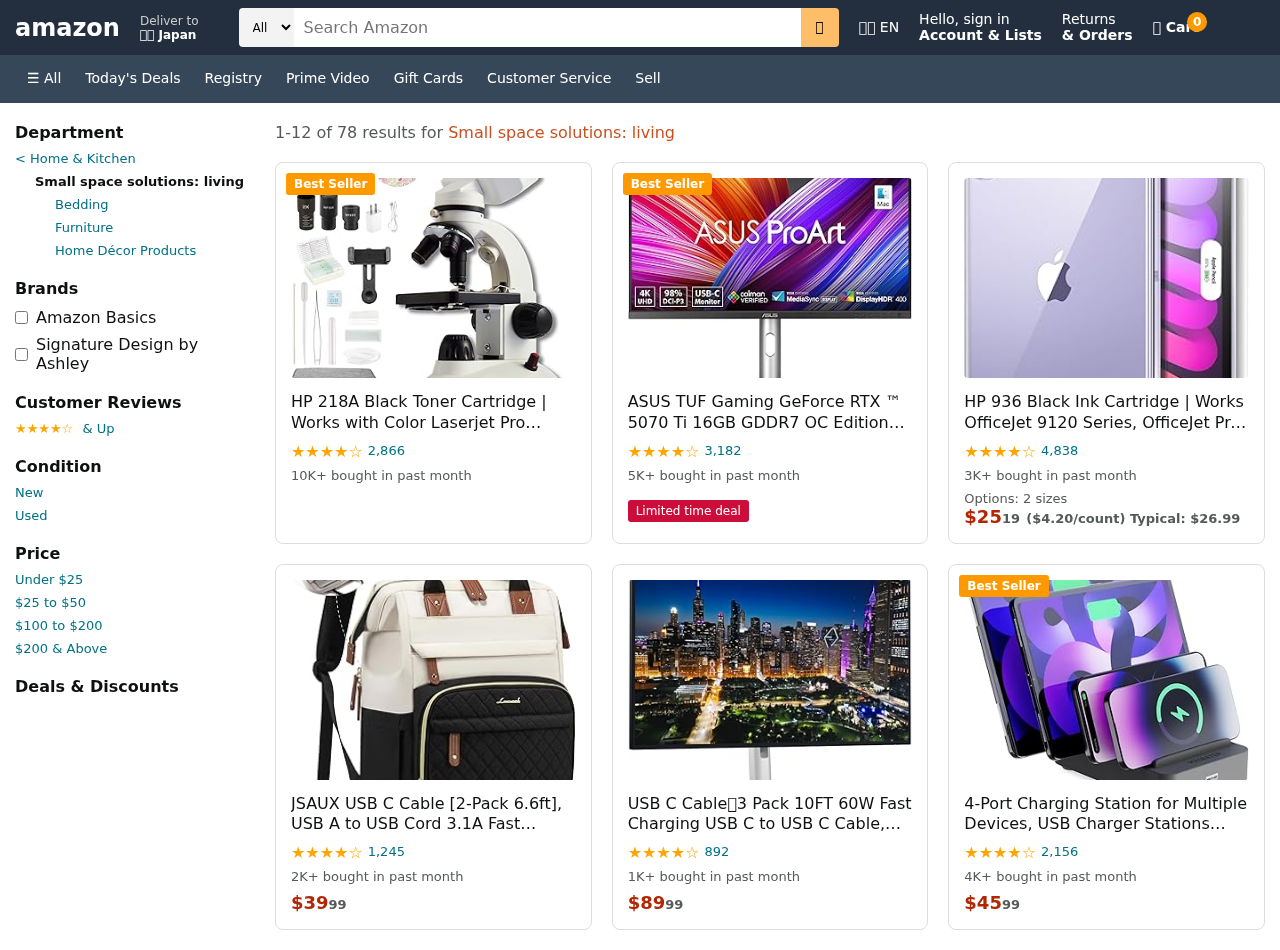 amazon
Deliver to
Japan
All
Search Amazon
EN
Hello, sign in
Account & Lists
Returns
& Orders
0
☰ All
Today's Deals
Registry
Prime Video
Gift Cards
Customer Service
Sell
Department
< Home & Kitchen
Small space solutions: living
Bedding
Furniture
Home Décor Products
Brands
Amazon Basics
Signature Design by
Ashley
Customer Reviews
★★★★☆ & Up
Condition
New
Used
Price
Under $25
$25 to $50
$100 to $200
$200 & Above
Deals & Discounts
1-12 of 78 results for Small space solutions: living
Best Seller
HP 218A Black Toner Cartridge |
Works with Color Laserjet Pro…
★★★★☆ 2,866
10K+ bought in past month
Best Seller
Mac
ASUS ProArt
4K
UHD
98%
DCI-P3
USB-C
Monitor
calman
VERIFIED
MediaSync
DisplayHDR 400
ASUS
ASUS TUF Gaming GeForce RTX ™
5070 Ti 16GB GDDR7 OC Edition…
★★★★☆ 3,182
5K+ bought in past month
Limited time deal
Apple Pencil
HP 936 Black Ink Cartridge | Works
OfficeJet 9120 Series, OfficeJet Pr…
★★★★☆ 4,838
3K+ bought in past month
Options: 2 sizes
$25 19 ($4.20/count) Typical: $26.99
JSAUX USB C Cable [2-Pack 6.6ft],
USB A to USB Cord 3.1A Fast…
★★★★☆ 1,245
2K+ bought in past month
$39 99
USB C Cable 3 Pack 10FT 60W Fast
Charging USB C to USB C Cable,…
★★★★☆ 892
1K+ bought in past month
$89 99
Best Seller
4-Port Charging Station for Multiple
Devices, USB Charger Stations…
★★★★☆ 2,156
4K+ bought in past month
$45 99